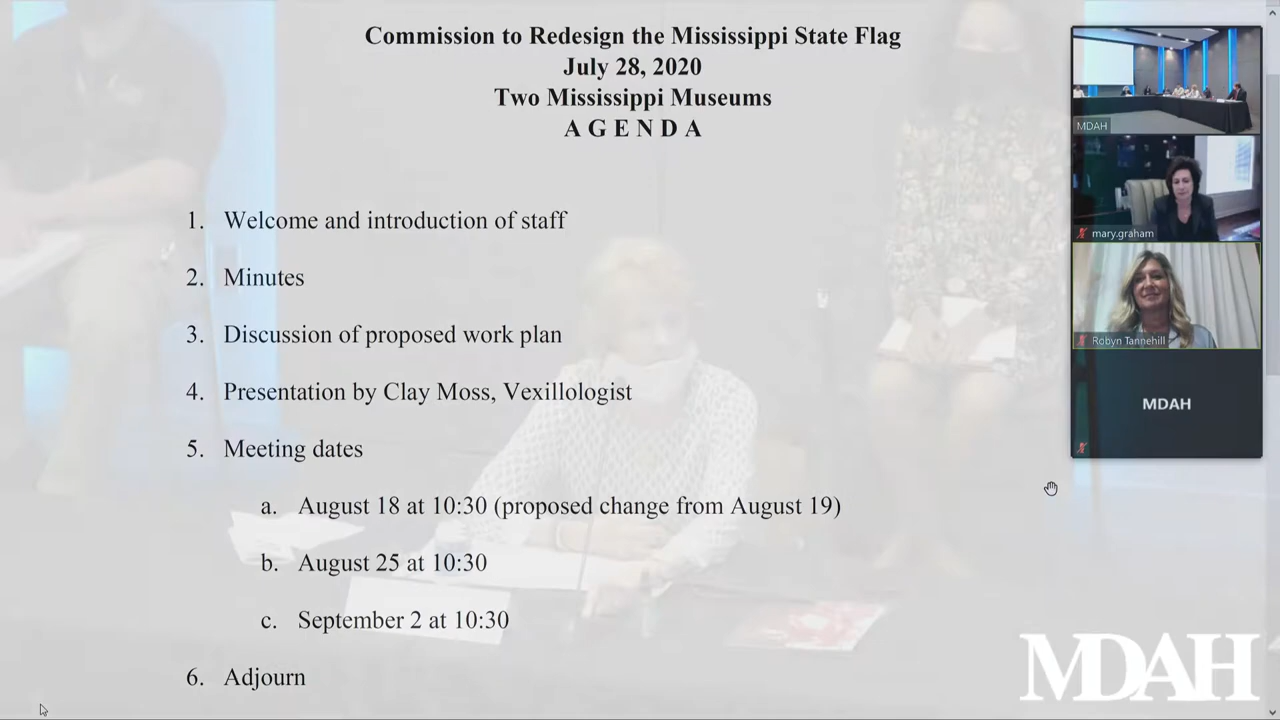 Commission to Redesign the Mississippi State Flag
July 28, 2020
Two Mississippi Museums
A G E N D A
1. Welcome and introduction of staff
2. Minutes
3. Discussion of proposed work plan
4. Presentation by Clay Moss, Vexillologist
5. Meeting dates
a. August 18 at 10:30 (proposed change from August 19)
b. August 25 at 10:30
c. September 2 at 10:30
6. Adjourn
MDAH
mary.graham
Robyn Tannehill
MDAH
MDAH